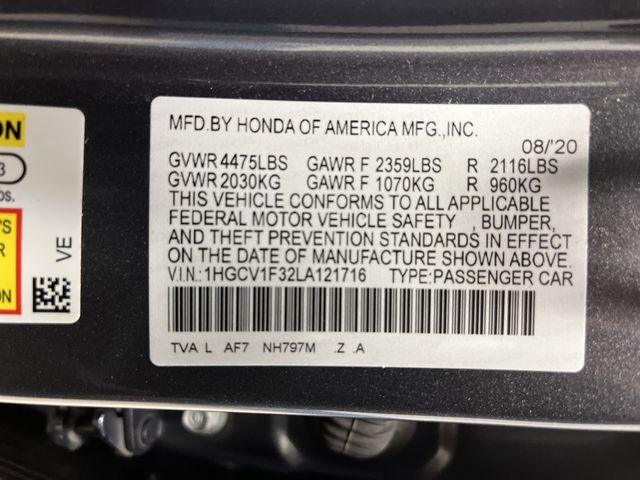 MFD.BY HONDA OF AMERICA MFG.,INC.
08/'20
GVWR 4475LBS GAWR F 2359LBS R 2116LBS
GVWR 2030KG GAWR F 1070KG R 960KG
THIS VEHICLE CONFORMS TO ALL APPLICABLE
FEDERAL MOTOR VEHICLE SAFETY , BUMPER,
AND THEFT PREVENTION STANDARDS IN EFFECT
ON THE DATE OF MANUFACTURE SHOWN ABOVE.
V.I.N.:1HGCV1F32LA121716 TYPE:PASSENGER CAR
TVA L AF7 NH797M .Z .A
VE